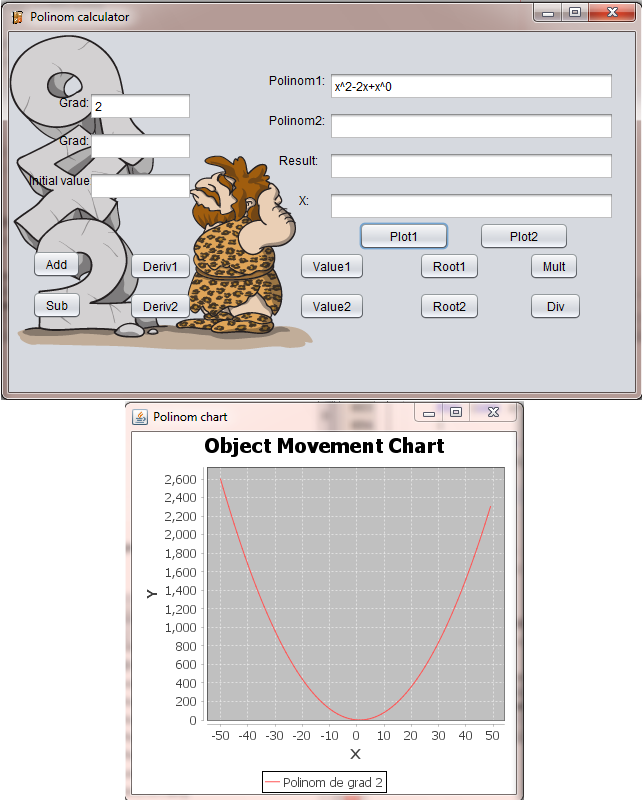 Polinom calculator
Polinom1: x^2-2x+x^0
Grad: 2
Polinom2:
Grad:
Result:
Initial value
X:
Plot1 Plot2
Add Deriv1 Value1 Root1 Mult
Sub Deriv2 Value2 Root2 Div
Polinom chart
Object Movement Chart
2,600
2,400
2,200
2,000
1,800
1,600
1,400
1,200
1,000
800
600
400
200
0
Y
-50 -40 -30 -20 -10 0 10 20 30 40 50
X
Polinom de grad 2